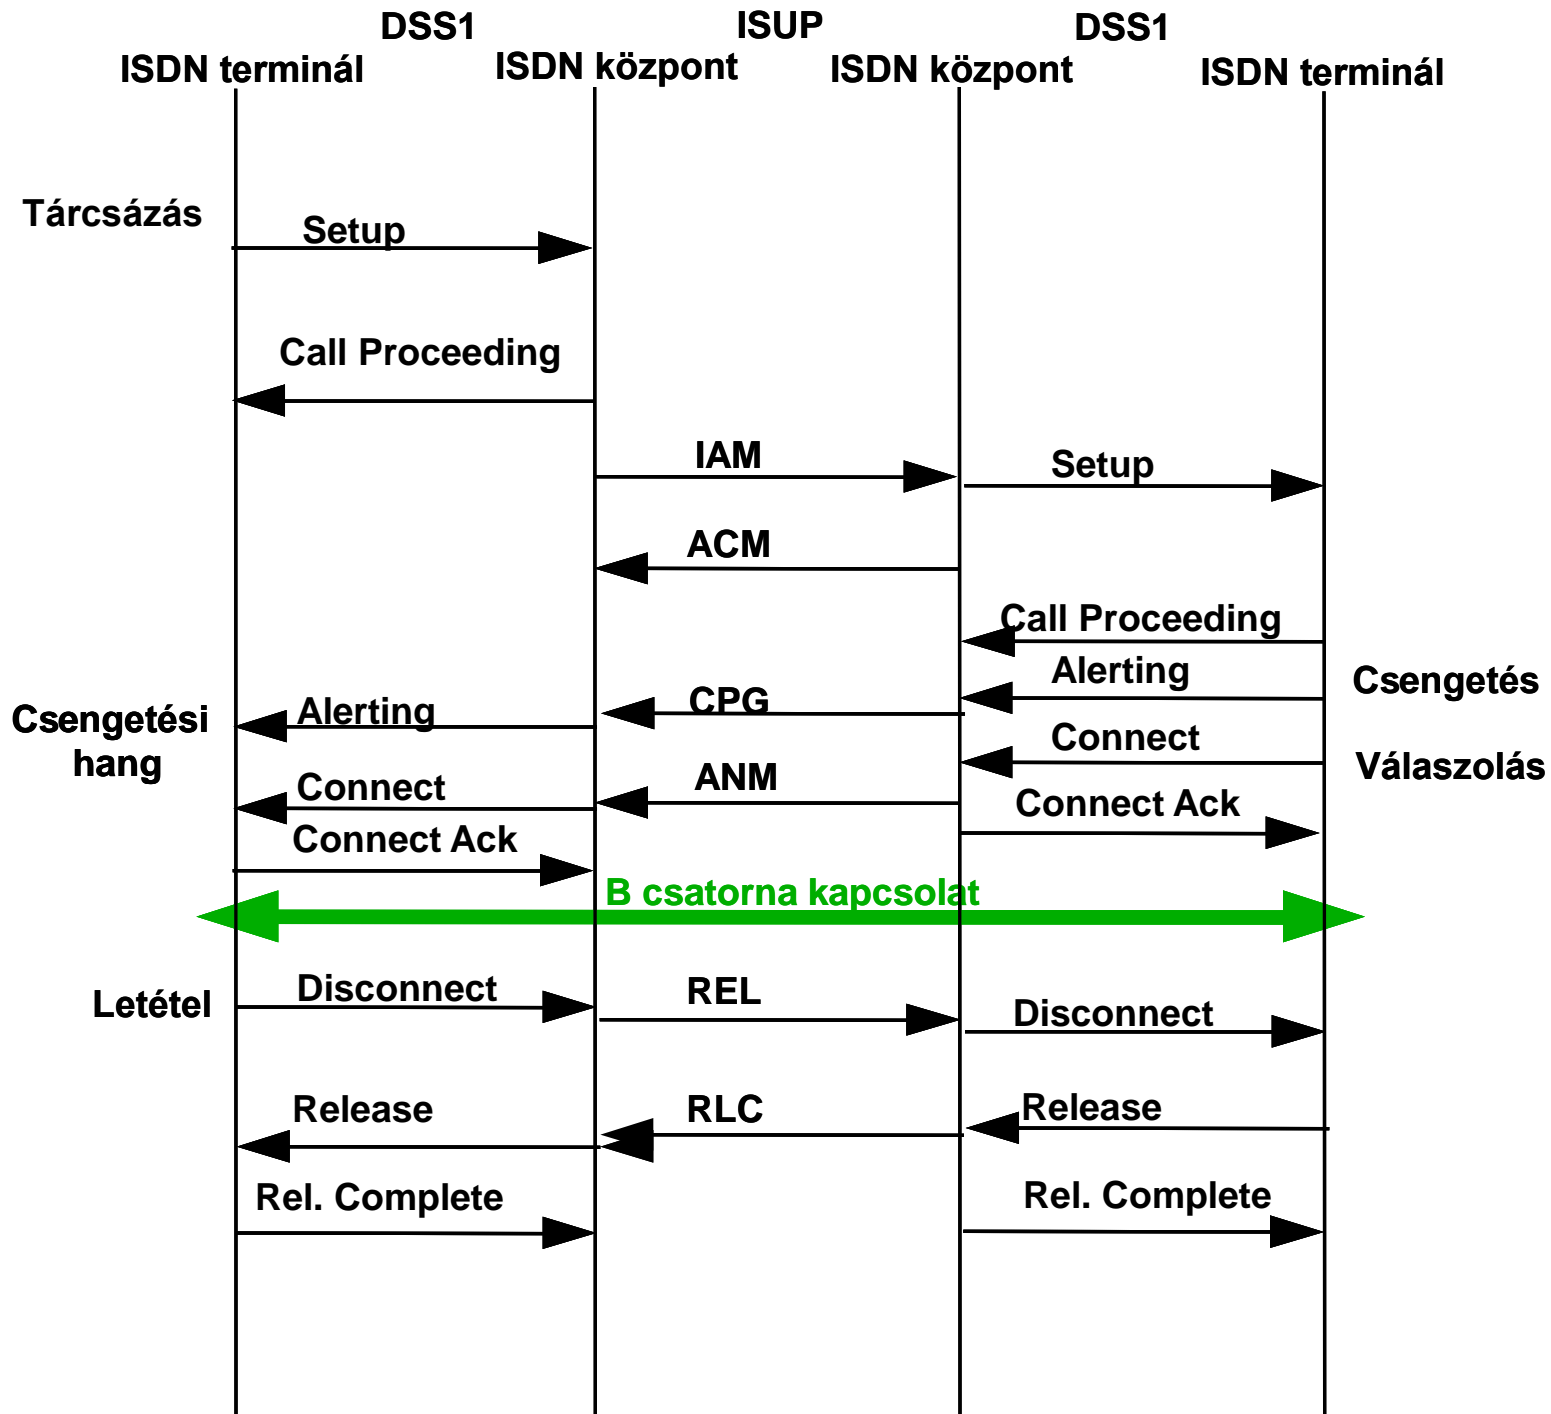 DSS1 ISUP DSS1
ISDN terminál ISDN központ ISDN központ ISDN terminál
Tárcsázás
Setup
Call Proceeding
IAM Setup
ACM
Call Proceeding
Alerting Csengetés
Csengetési Alerting CPG
hang
Connect Válaszolás
Connect ANM
Connect Ack
Connect Ack
B csatorna kapcsolat
Letétel Disconnect REL Disconnect
Release RLC Release
Rel. Complete Rel. Complete